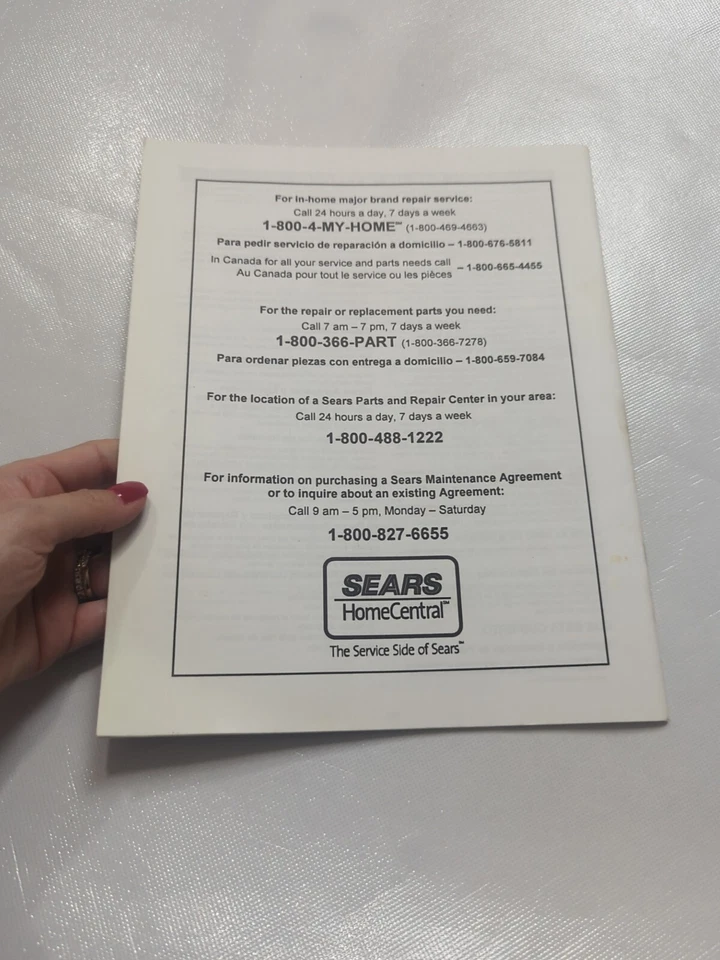 For in-home major brand repair service:
Call 24 hours a day, 7 days a week
1-800-4-MY-HOME℠ (1-800-469-4663)
Para pedir servicio de reparación a domicilio – 1-800-676-5811
In Canada for all your service and parts needs call
Au Canada pour tout le service ou les pièces – 1-800-665-4455
For the repair or replacement parts you need:
Call 7 am – 7 pm, 7 days a week
1-800-366-PART (1-800-366-7278)
Para ordenar piezas con entrega a domicilio – 1-800-659-7084
For the location of a Sears Parts and Repair Center in your area:
Call 24 hours a day, 7 days a week
1-800-488-1222
For information on purchasing a Sears Maintenance Agreement
or to inquire about an existing Agreement:
Call 9 am – 5 pm, Monday – Saturday
1-800-827-6655
SEARS
HomeCentral℠
The Service Side of Sears℠